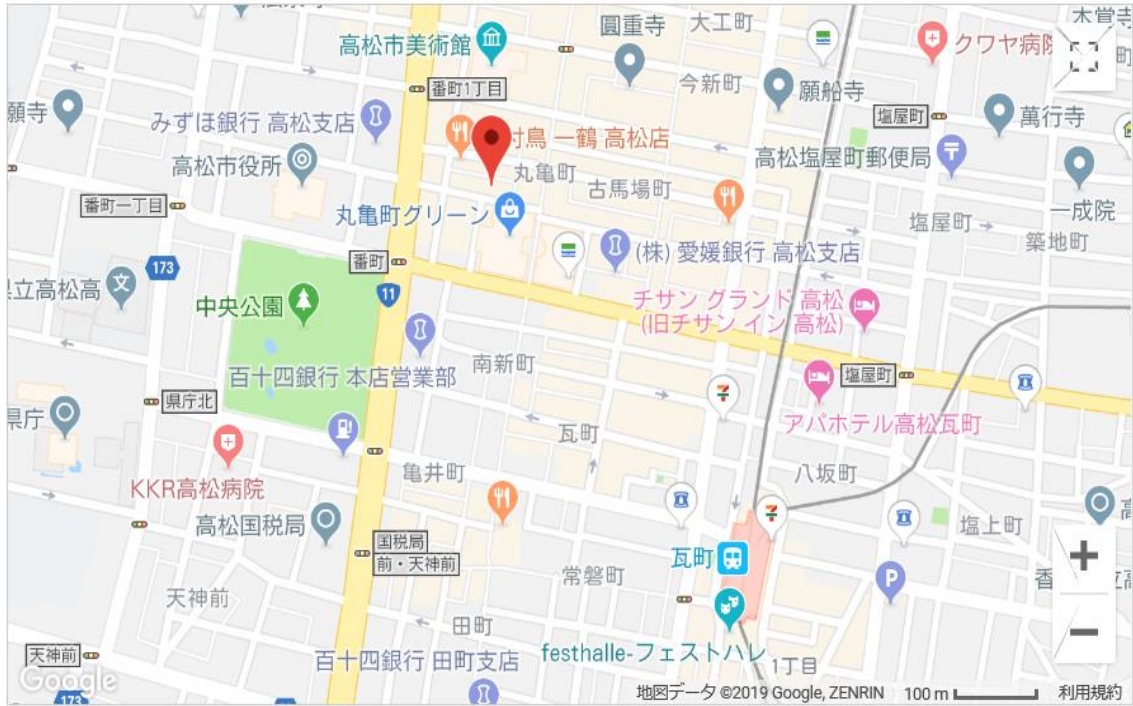 高松市美術館
圓重寺
大工町
クワヤ病院
今新町
番町1丁目
願船寺
塩屋町
萬行寺
願寺
みずほ銀行 高松支店
寸鳥 一鶴 高松店
高松塩屋町郵便局
高松市役所
丸亀町
古馬場町
番町一丁目
丸亀町グリーン
塩屋町
一成院
築地町
番町
(株) 愛媛銀行 高松支店
173
立高松高
文
11
中央公園
チサン グランド 高松
(旧チサン イン 高松)
南新町
百十四銀行 本店営業部
塩屋町
県庁北
県庁
アパホテル高松瓦町
瓦町
亀井町
八坂町
KKR高松病院
高松国税局
塩上町
国税局
前・天神前
瓦町
常磐町
P
天神前
田町
festhalle-フェストハレ
天神前
百十四銀行 田町支店
1丁目
Google
173
地図データ ©2019 Google, ZENRIN
100 m
利用規約